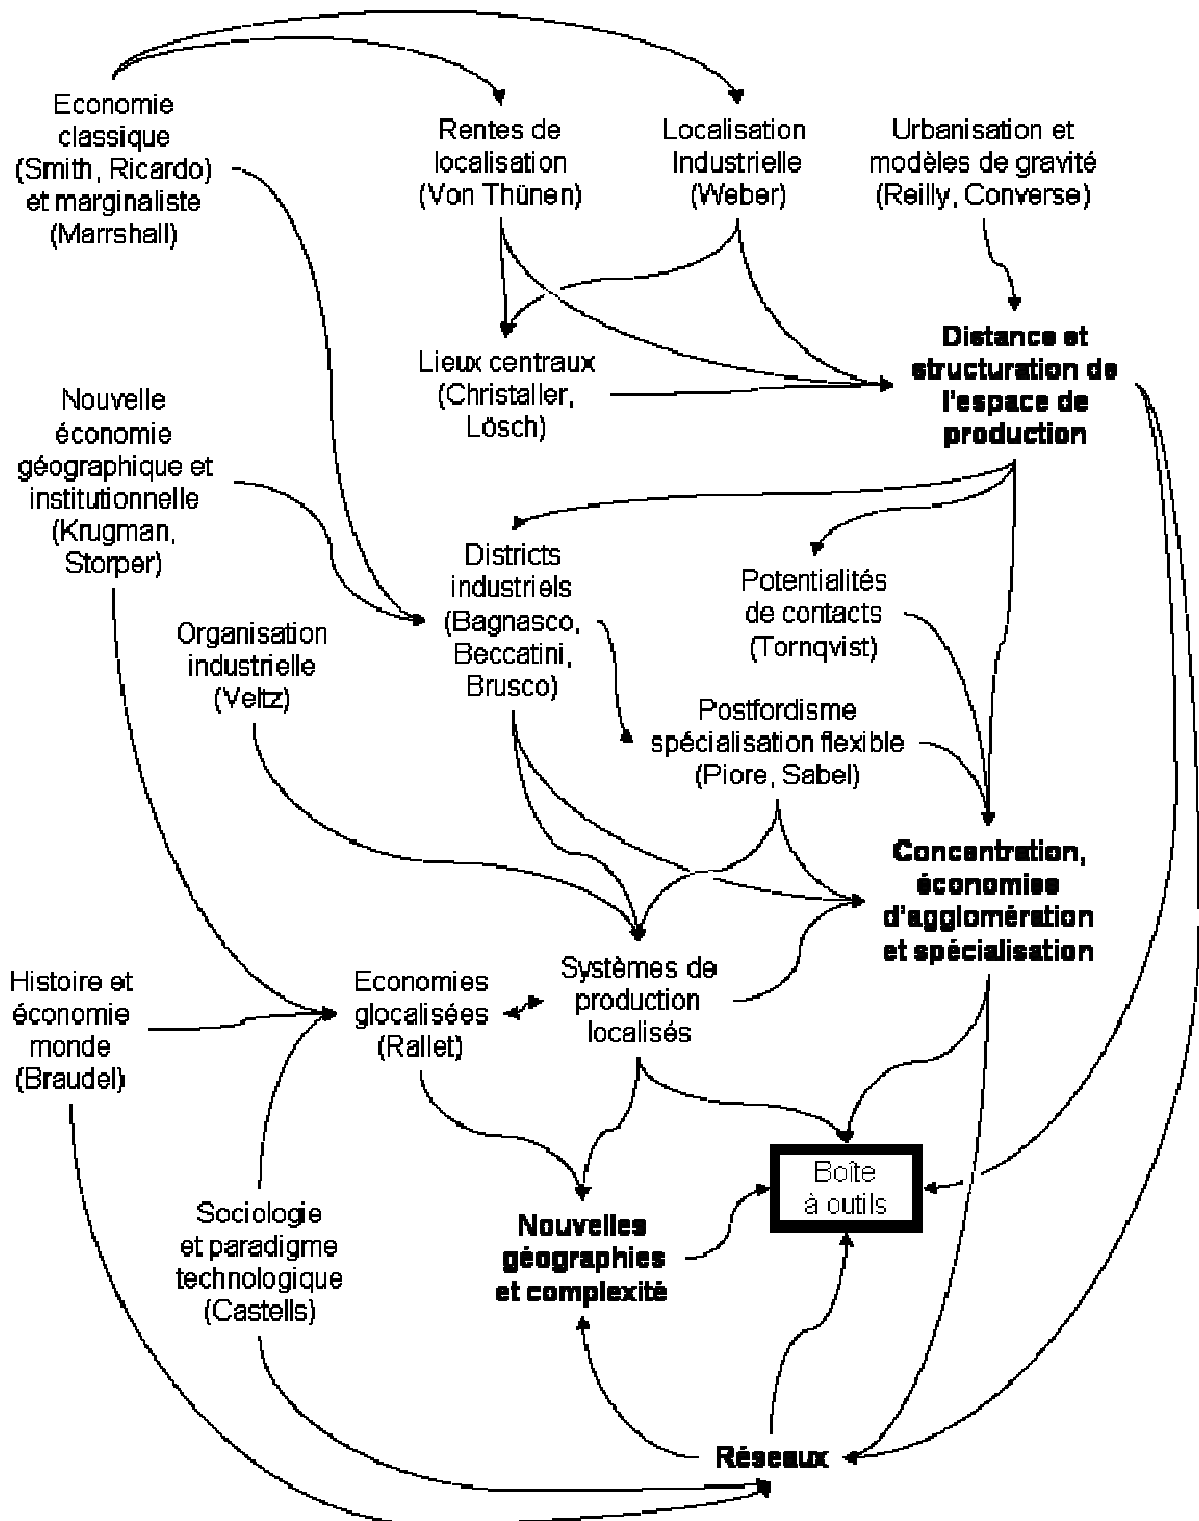 Economie
classique
(Smith, Ricardo)
et marginaliste
(Marrshall)
Rentes de
localisation
(Von Thünen)
Localisation
Industrielle
(Weber)
Urbanisation et
modèles de gravité
(Reilly, Converse)
Distance et
structuration de
l'espace de
production
Lieux centraux
(Christaller,
Lösch)
Nouvelle
économie
géographique et
institutionnelle
(Krugman,
Storper)
Districts
industriels
(Bagnasco,
Beccatini,
Brusco)
Potentialités
de contacts
(Tornqvist)
Organisation
industrielle
(Veltz)
Postfordisme
spécialisation flexible
(Piore, Sabel)
Concentration,
économies
d'agglomération
et spécialisation
Histoire et
économie
monde
(Braudel)
Economies
glocalisées
(Rallet)
Systèmes de
production
localisés
Boîte
à outils
Sociologie
et paradigme
technologique
(Castells)
Nouvelles
géographies
et complexité
Réseaux